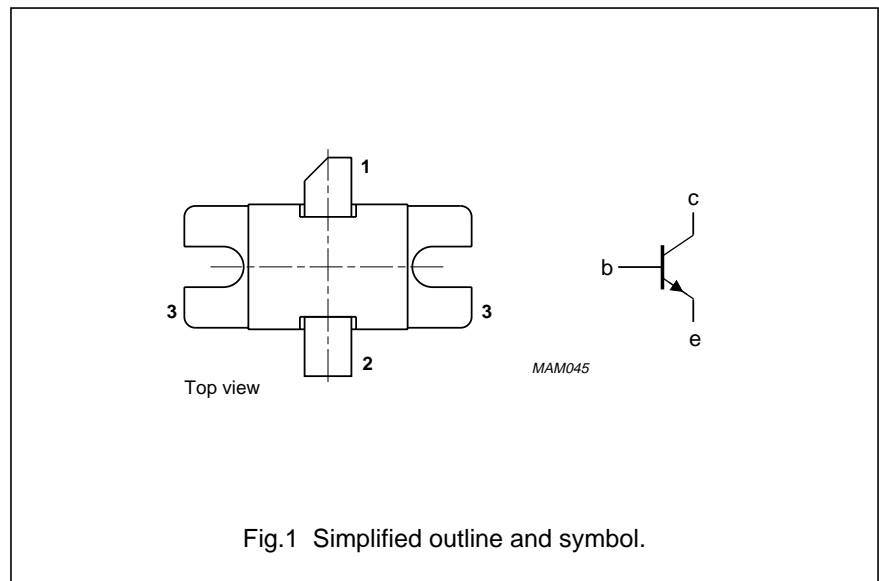 1
c
b
3
3
e
2
MAM045
Top view
Fig.1 Simplified outline and symbol.